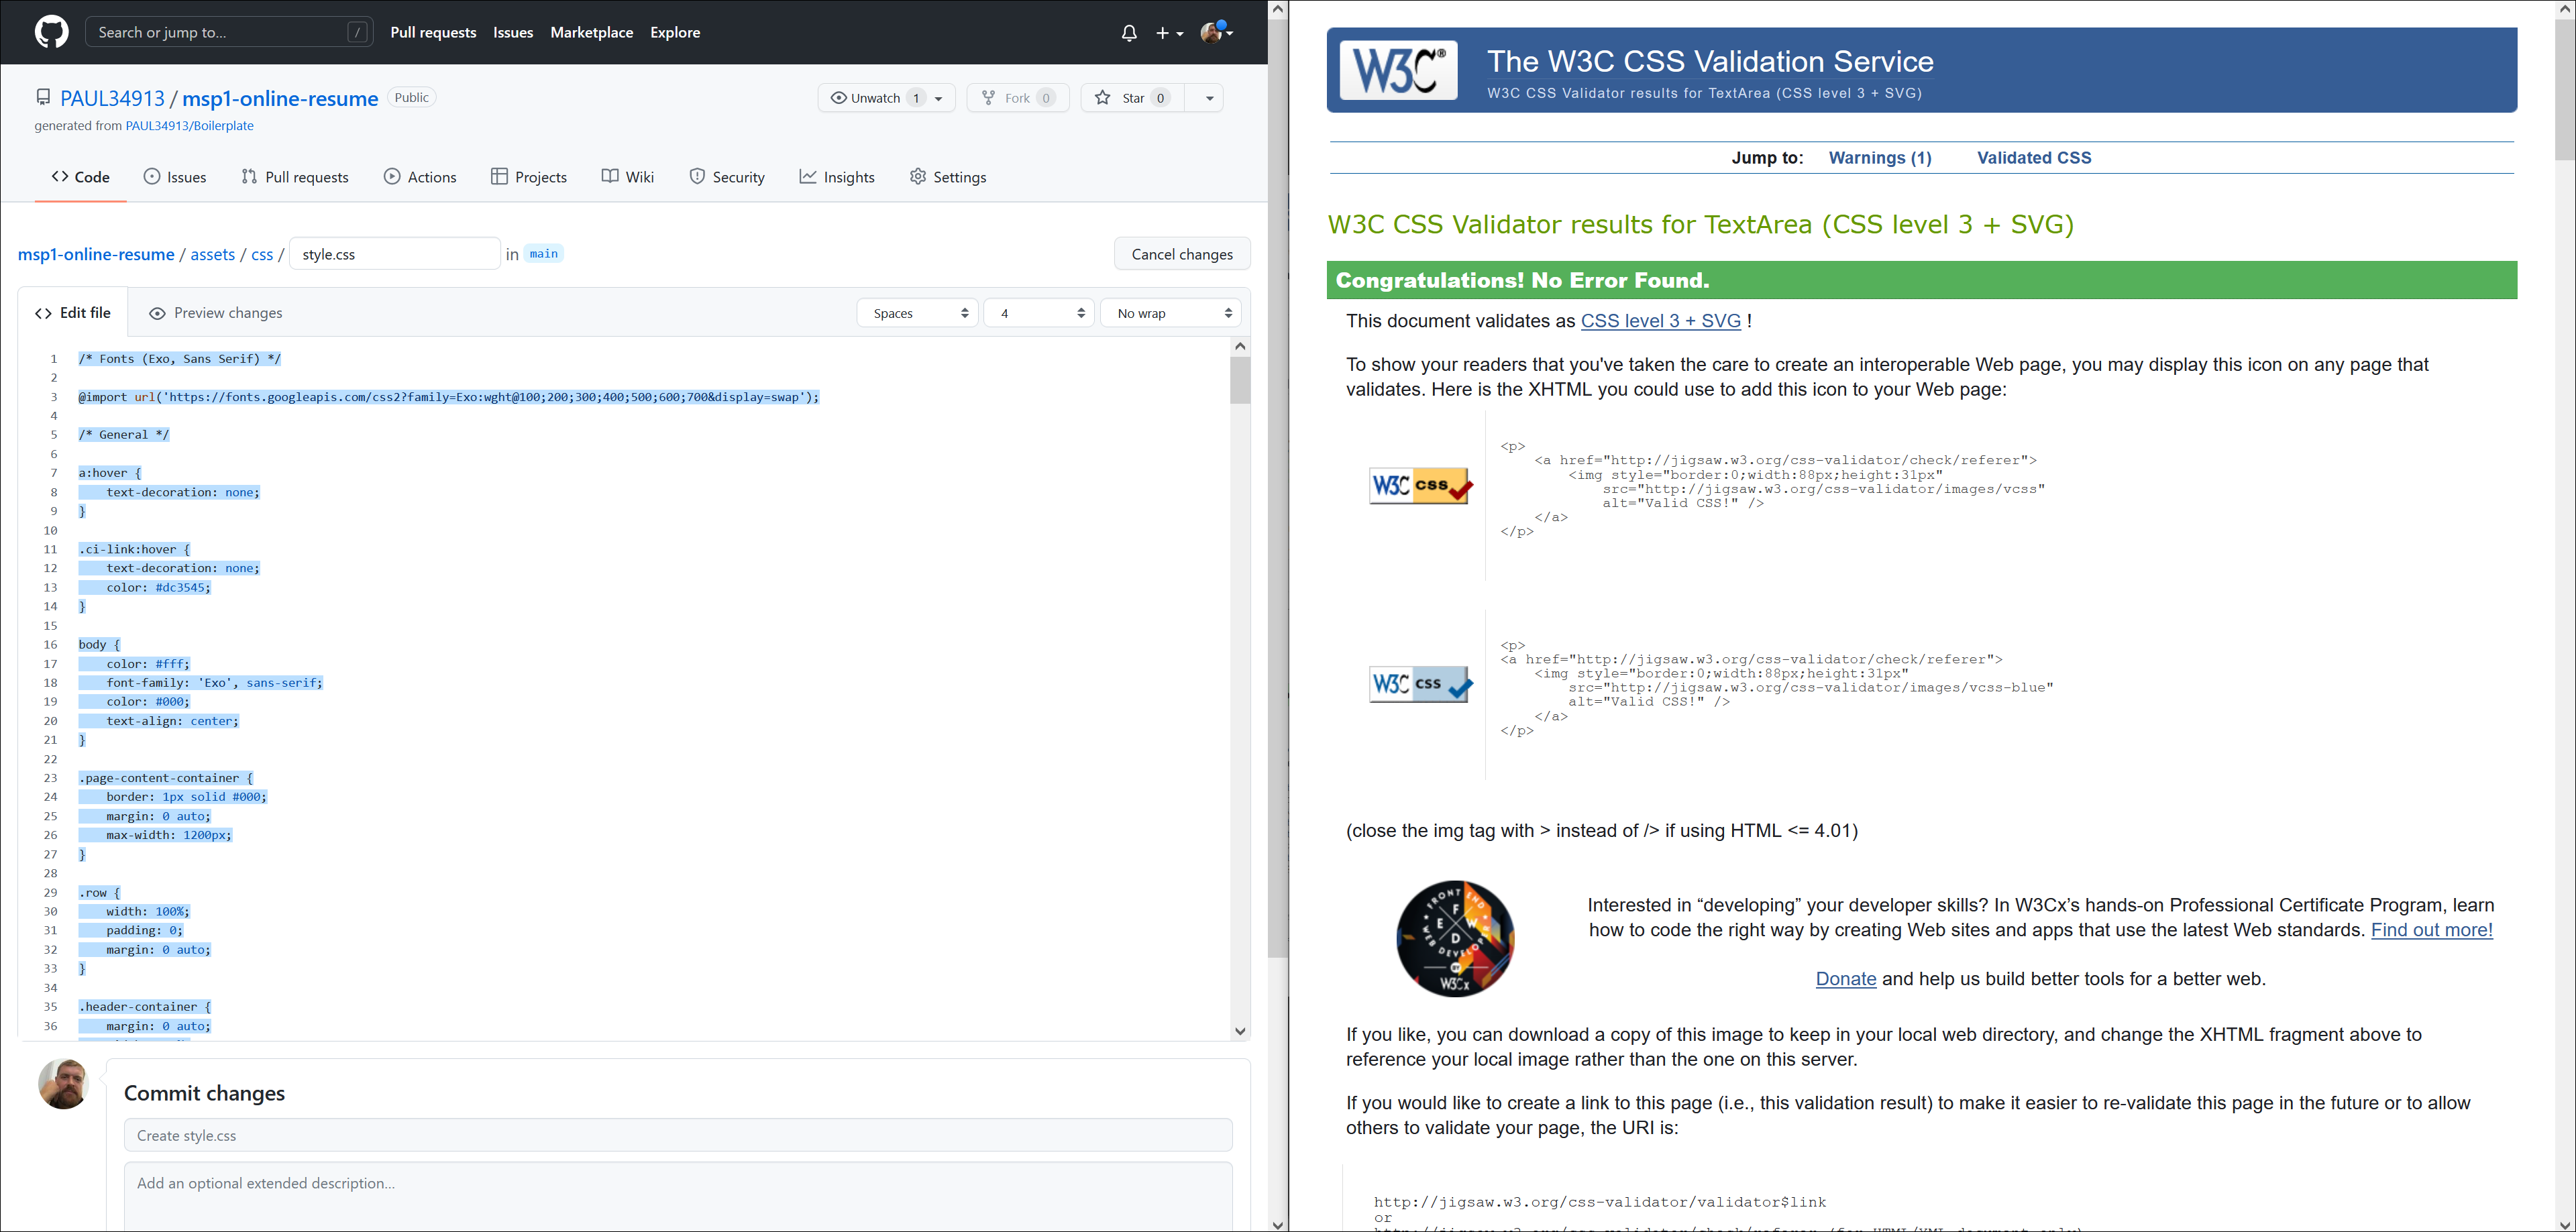 Search or jump to... /
Pull requests Issues Marketplace Explore
PAUL34913 / msp1-online-resume Public
Unwatch 1 Fork 0 Star 0
generated from PAUL34913/Boilerplate
Code Issues Pull requests Actions Projects Wiki Security Insights Settings
msp1-online-resume / assets / css / style.css in main
Cancel changes
Edit file Preview changes
Spaces 4 No wrap
1 /* Fonts (Exo, Sans Serif) */
2
3 @import url('https://fonts.googleapis.com/css2?family=Exo:wght@100;200;300;400;500;600;700&display=swap');
4
5 /* General */
6
7 a:hover {
8     text-decoration: none;
9 }
10
11 .ci-link:hover {
12     text-decoration: none;
13     color: #dc3545;
14 }
15
16 body {
17     color: #fff;
18     font-family: 'Exo', sans-serif;
19     color: #000;
20     text-align: center;
21 }
22
23 .page-content-container {
24     border: 1px solid #000;
25     margin: 0 auto;
26     max-width: 1200px;
27 }
28
29 .row {
30     width: 100%;
31     padding: 0;
32     margin: 0 auto;
33 }
34
35 .header-container {
36     margin: 0 auto;
Commit changes
Create style.css
Add an optional extended description...
W3C®
The W3C CSS Validation Service
W3C CSS Validator results for TextArea (CSS level 3 + SVG)
Jump to: Warnings (1) Validated CSS
W3C CSS Validator results for TextArea (CSS level 3 + SVG)
Congratulations! No Error Found.
This document validates as CSS level 3 + SVG !
To show your readers that you've taken the care to create an interoperable Web page, you may display this icon on any page that
validates. Here is the XHTML you could use to add this icon to your Web page:
W3C css
<p>
    <a href="http://jigsaw.w3.org/css-validator/check/referer">
        <img style="border:0;width:88px;height:31px"
            src="http://jigsaw.w3.org/css-validator/images/vcss"
            alt="Valid CSS!" />
    </a>
</p>
W3C css
<p>
<a href="http://jigsaw.w3.org/css-validator/check/referer">
    <img style="border:0;width:88px;height:31px"
        src="http://jigsaw.w3.org/css-validator/images/vcss-blue"
        alt="Valid CSS!" />
    </a>
</p>
(close the img tag with > instead of /> if using HTML <= 4.01)
FRONT END
F
E W
D
WEB DEVELOPER
BY
W3Cx
Interested in “developing” your developer skills? In W3Cx’s hands-on Professional Certificate Program, learn
how to code the right way by creating Web sites and apps that use the latest Web standards. Find out more!
Donate and help us build better tools for a better web.
If you like, you can download a copy of this image to keep in your local web directory, and change the XHTML fragment above to
reference your local image rather than the one on this server.
If you would like to create a link to this page (i.e., this validation result) to make it easier to re-validate this page in the future or to allow
others to validate your page, the URI is:
http://jigsaw.w3.org/css-validator/validator$link
or